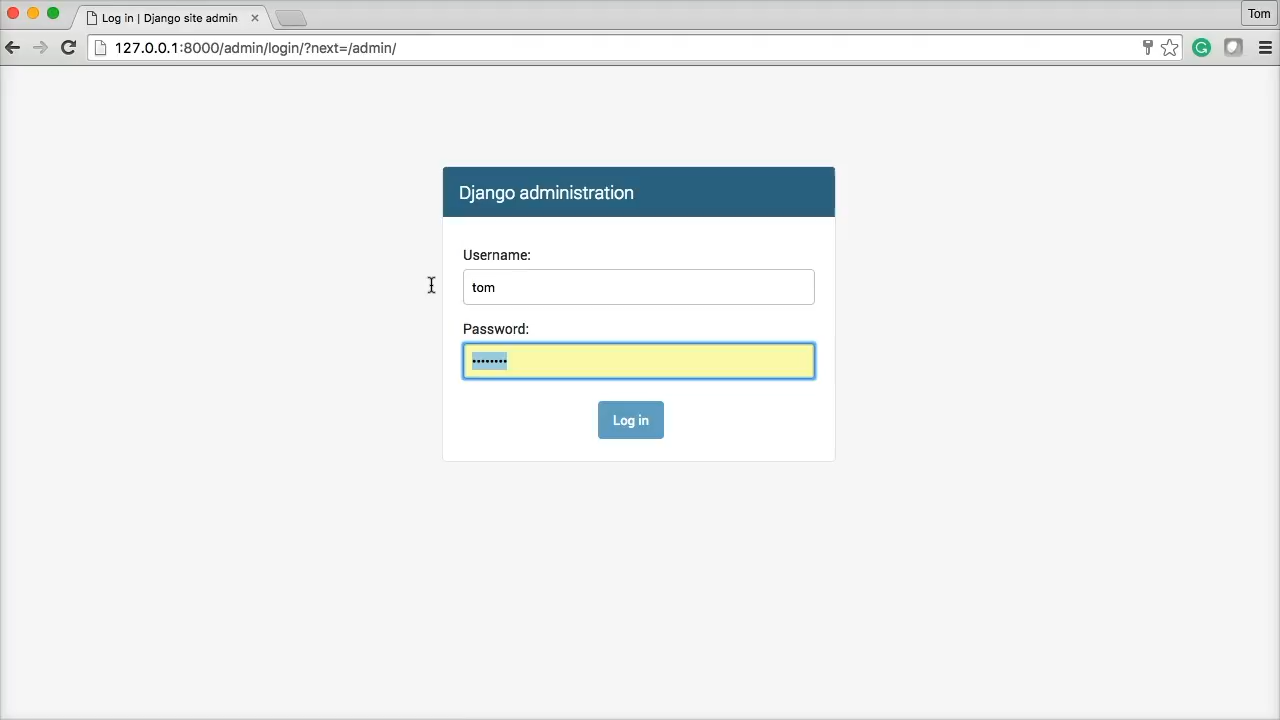 Log in | Django site admin
Tom
127.0.0.1:8000/admin/login/?next=/admin/
Django administration
Username:
tom
Password:
••••••••
Log in